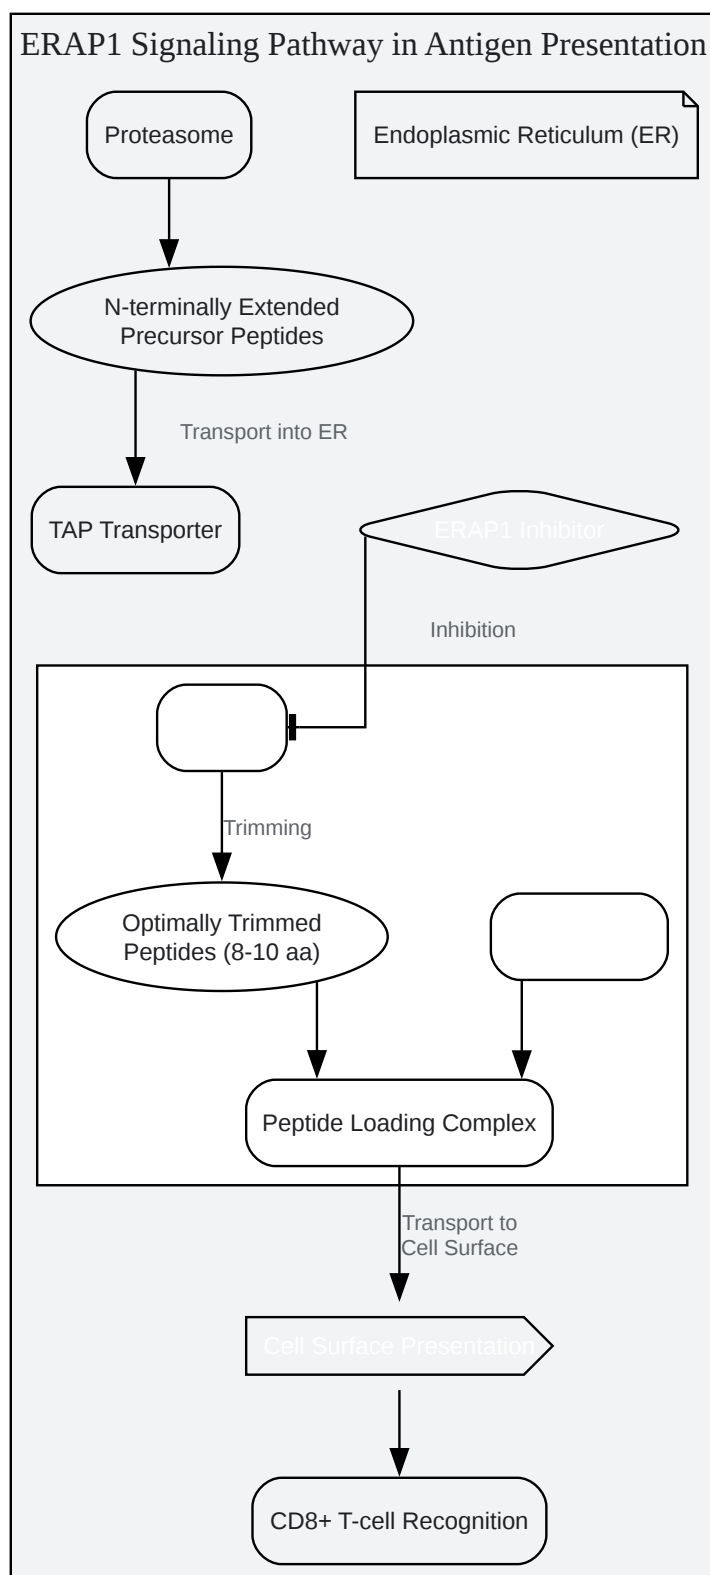 ERAP1 Signaling Pathway in Antigen Presentation
Proteasome
Endoplasmic Reticulum (ER)
N-terminally Extended
Precursor Peptides
Transport into ER
TAP Transporter
ERAP1 Inhibitor
Inhibition
Trimming
Optimally Trimmed
Peptides (8-10 aa)
Peptide Loading Complex
Transport to
Cell Surface
Cell Surface Presentation
CD8+ T-cell Recognition